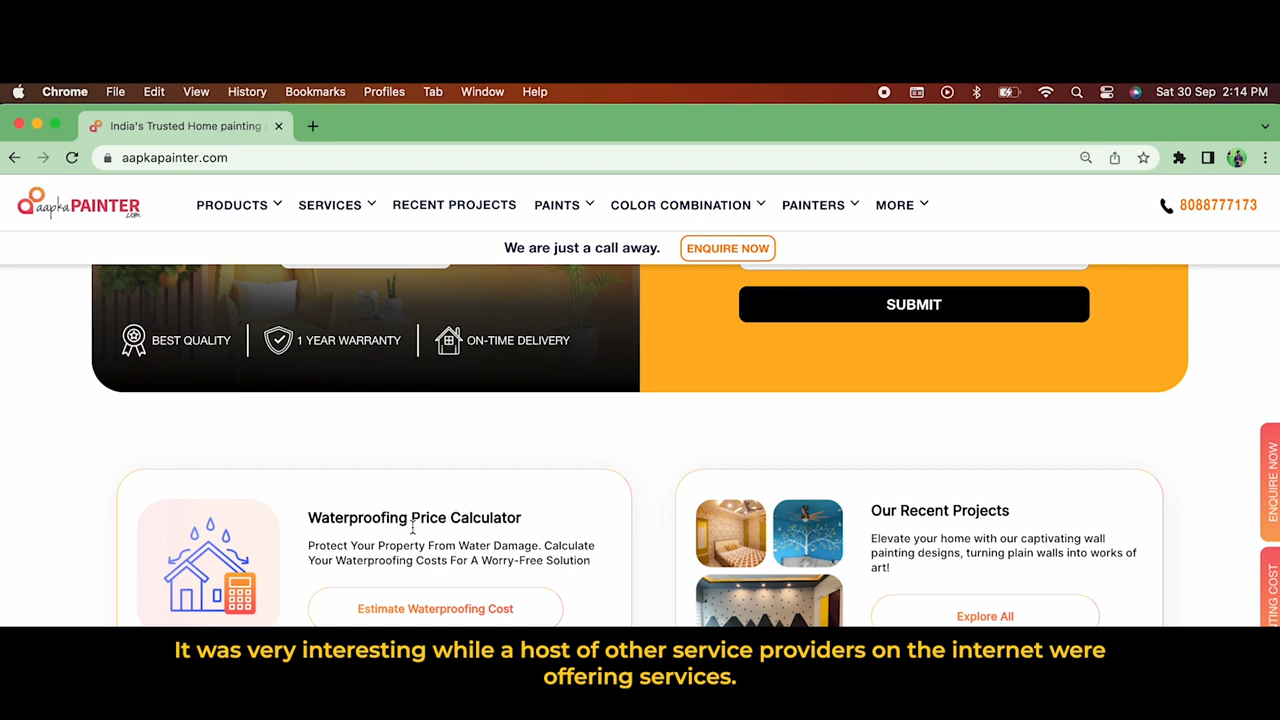 Chrome File Edit View History Bookmarks Profiles Tab Window Help Sat 30 Sep 2:14 PM
India's Trusted Home painting
aapkapainter.com
aapkaPAINTER
.com
PRODUCTS SERVICES RECENT PROJECTS PAINTS COLOR COMBINATION PAINTERS MORE 8088777173
We are just a call away. ENQUIRE NOW
SUBMIT
BEST QUALITY 1 YEAR WARRANTY ON-TIME DELIVERY
ENQUIRE NOW
Waterproofing Price Calculator
Protect Your Property From Water Damage. Calculate
Your Waterproofing Costs For A Worry-Free Solution
Estimate Waterproofing Cost
Our Recent Projects
Elevate your home with our captivating wall
painting designs, turning plain walls into works of
art!
Explore All
COST
It was very interesting while a host of other service providers on the internet were
offering services.